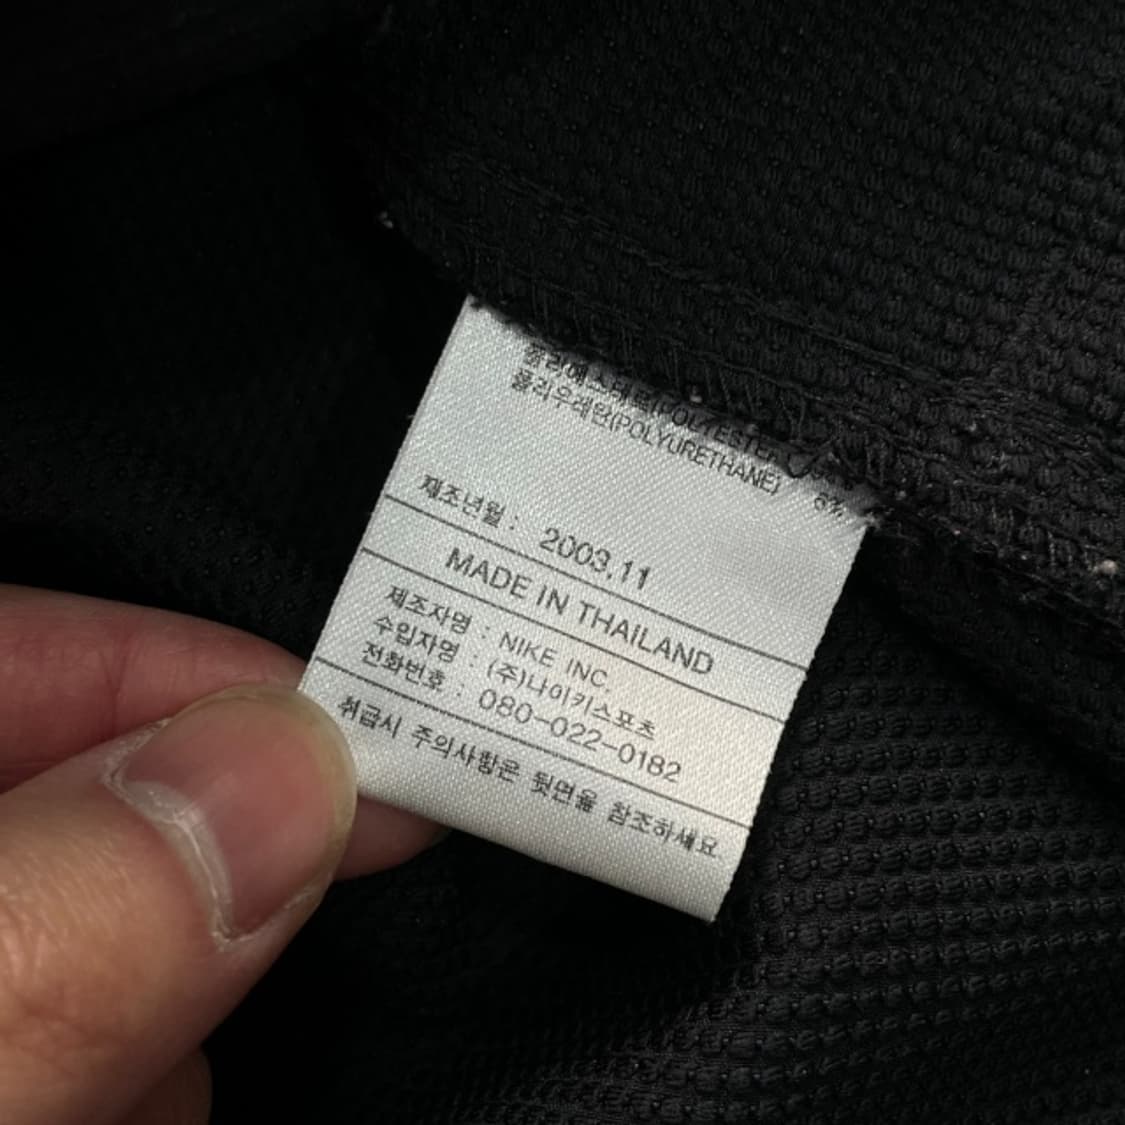 폴리에스테르(POLYESTER)
폴리우레탄(POLYURETHANE) 6%
제조년월 : 2003.11
MADE IN THAILAND
제조자명 : NIKE INC.
수입자명 : (주)나이키스포츠
전화번호 : 080-022-0182
취급시 주의사항은 뒷면을 참조하세요